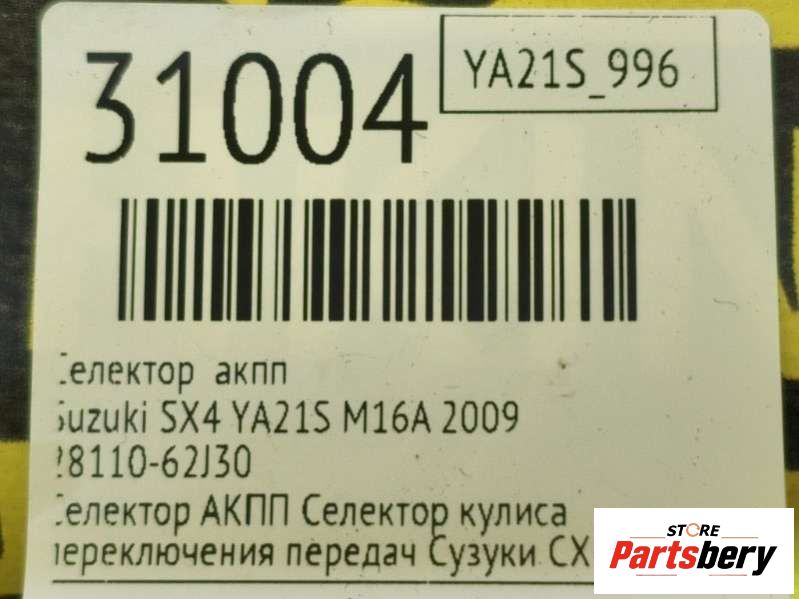 31004
YA21S_996
Селектор акпп
Suzuki SX4 YA21S M16A 2009
28110-62J30
Селектор АКПП Селектор кулиса
переключения передач Сузуки СХ
STORE
Partsbery